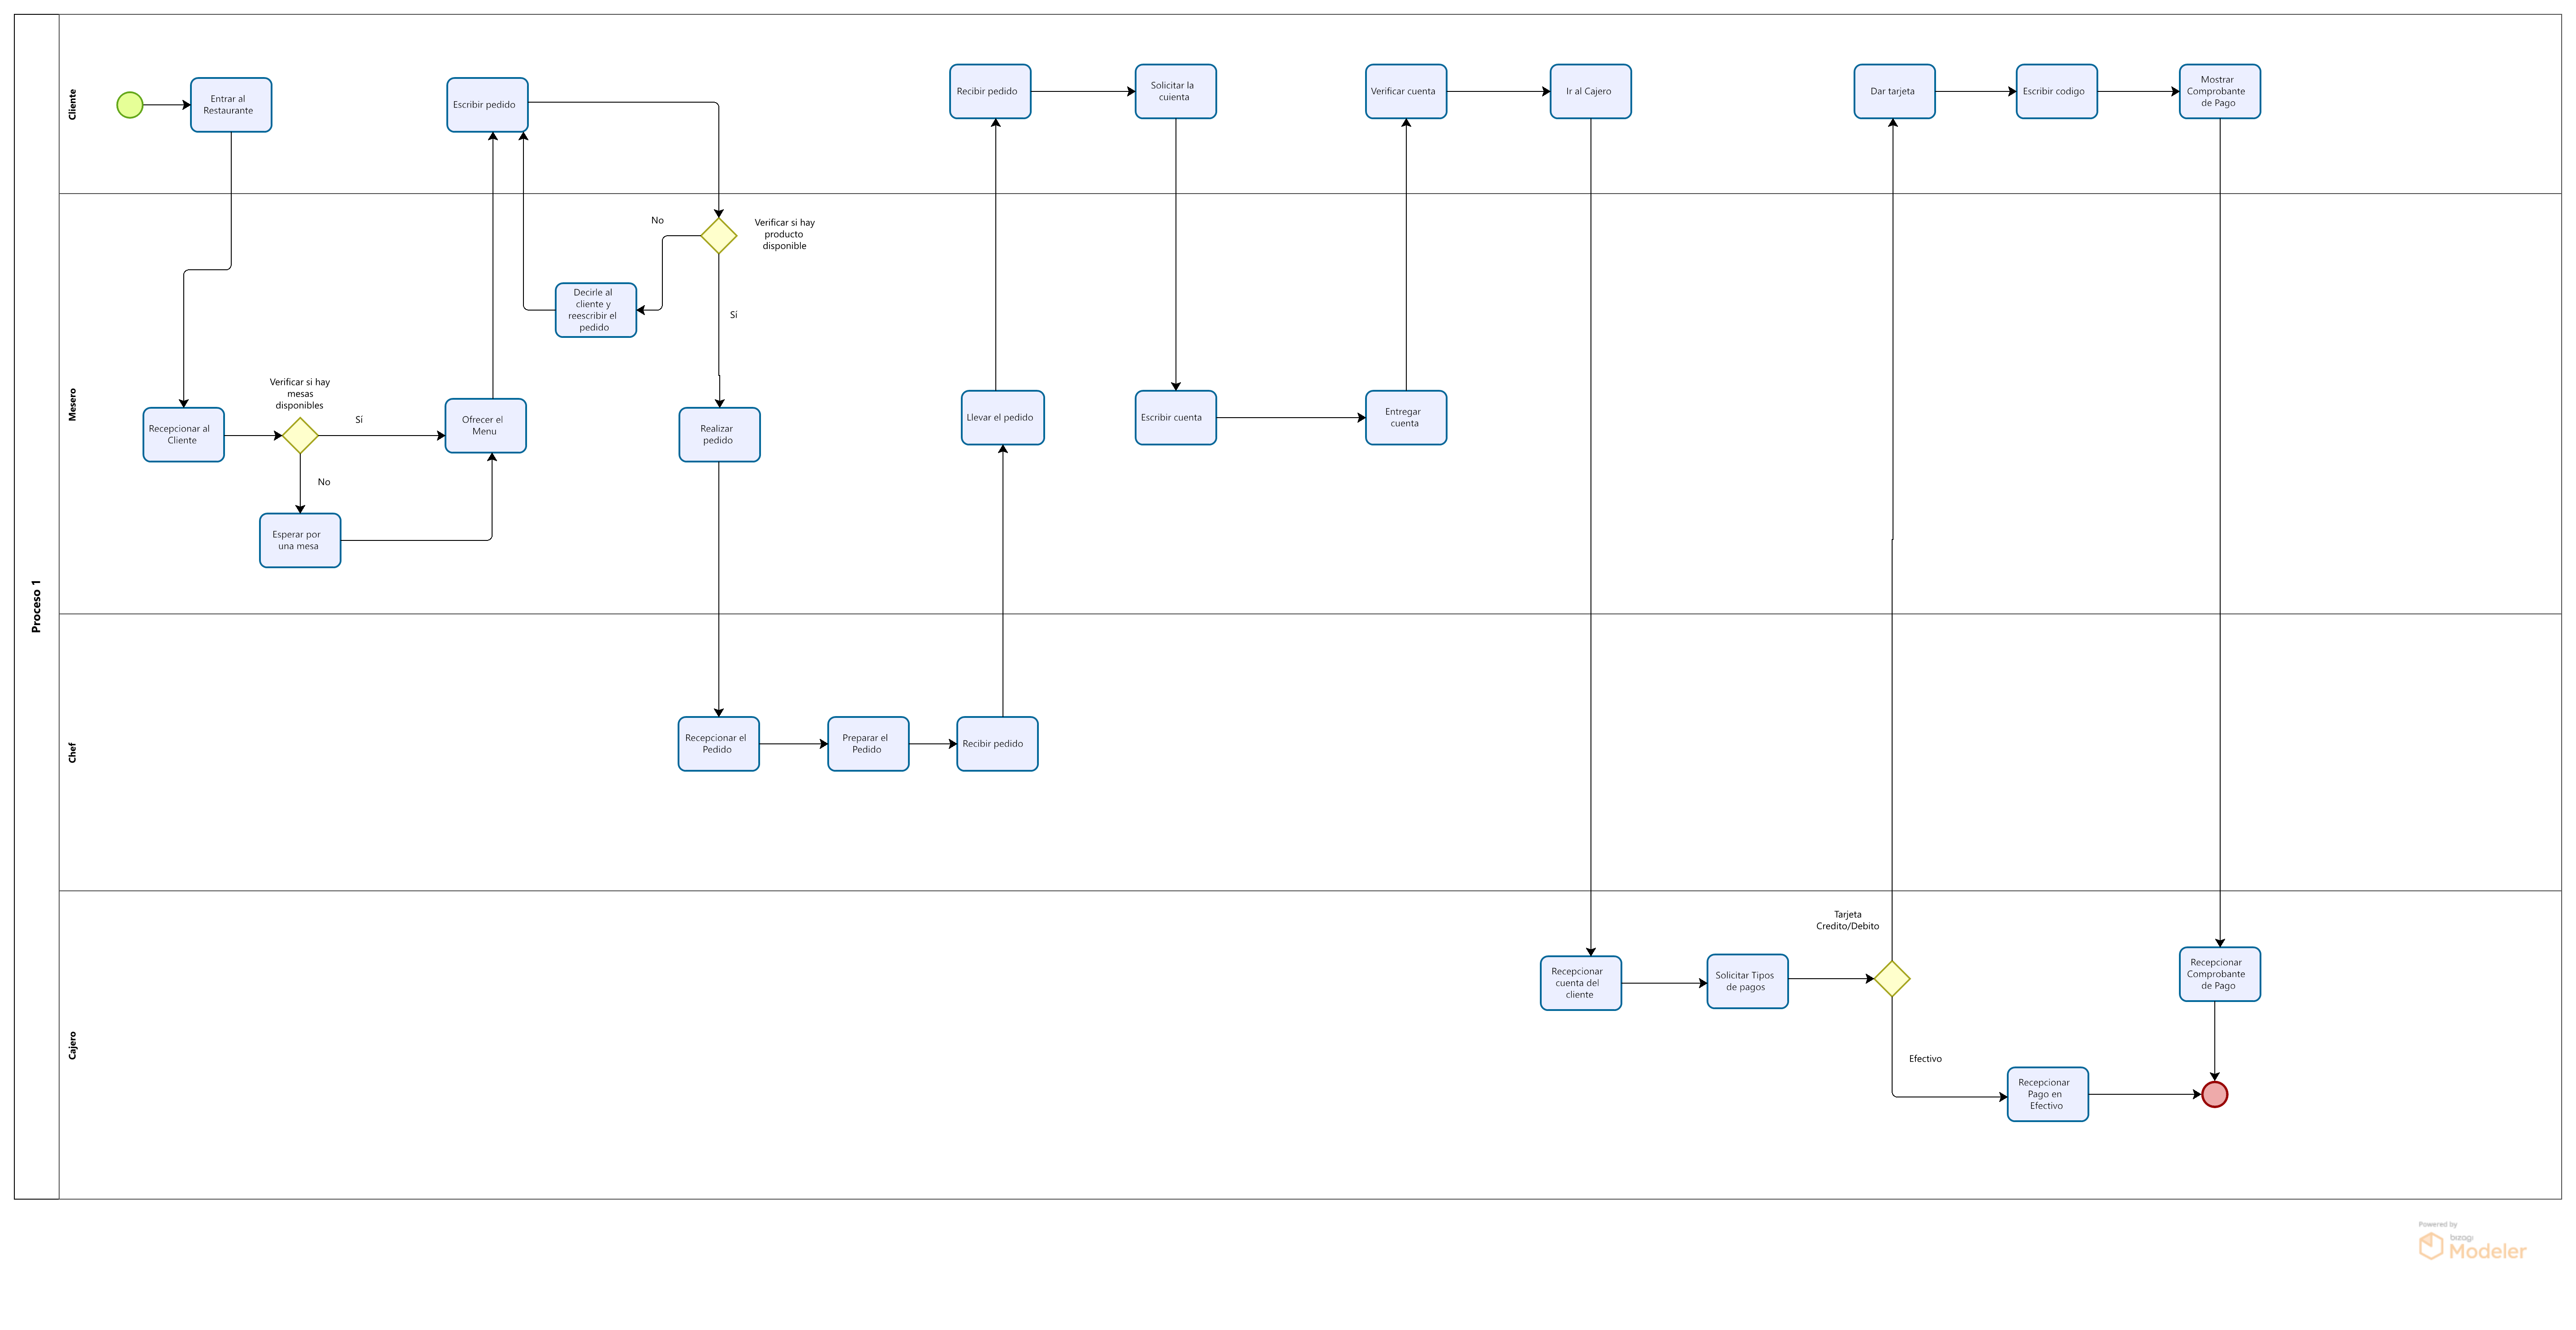 Proceso 1
Cliente
Entrar al
Restaurante
Escribir pedido
Recibir pedido
Solicitar la
cuienta
Verificar cuenta
Ir al Cajero
Dar tarjeta
Escribir codigo
Mostrar
Comprobante
de Pago
Mesero
No
Verificar si hay
producto
disponible
Decirle al
cliente y
reescribir el
pedido
Sí
Verificar si hay
mesas
disponibles
Recepcionar al
Cliente
Sí
Ofrecer el
Menu
Realizar
pedido
Llevar el pedido
Escribir cuenta
Entregar
cuenta
No
Esperar por
una mesa
Chef
Recepcionar el
Pedido
Preparar el
Pedido
Recibir pedido
Cajero
Tarjeta
Credito/Debito
Recepcionar
cuenta del
cliente
Solicitar Tipos
de pagos
Recepcionar
Comprobante
de Pago
Efectivo
Recepcionar
Pago en
Efectivo
Powered by
bizagi
Modeler